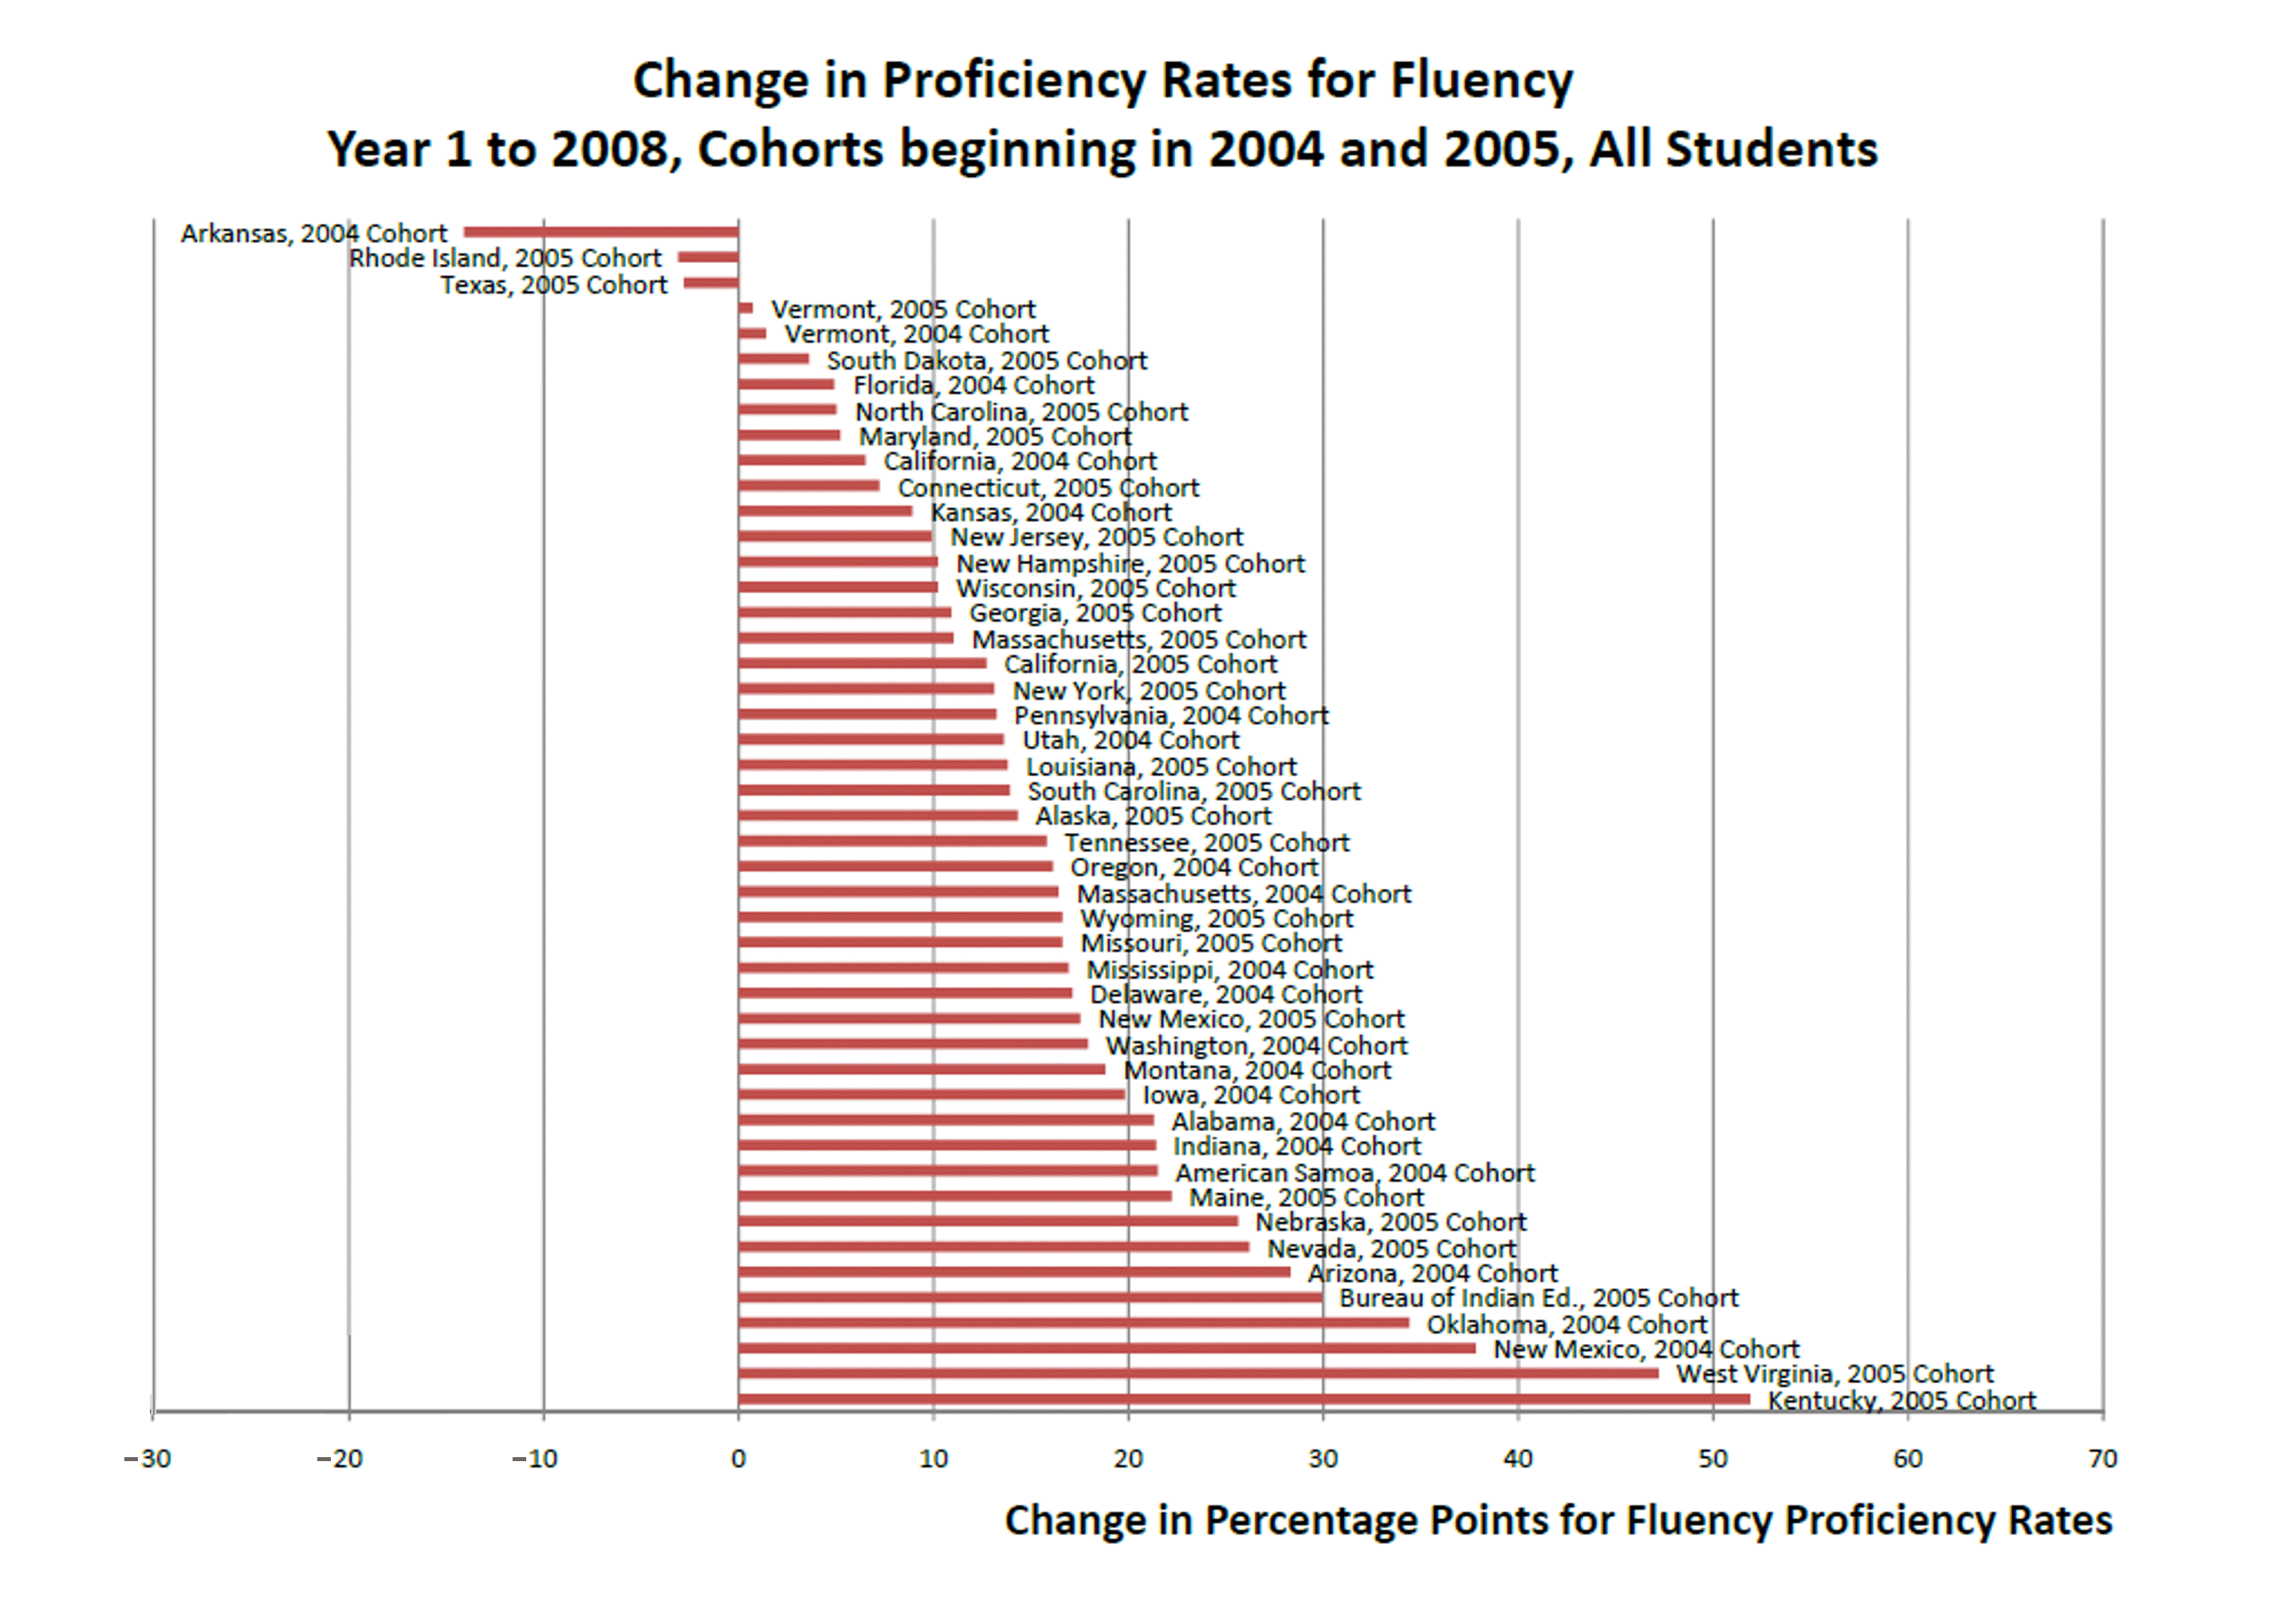 Change in Proficiency Rates for Fluency
Year 1 to 2008, Cohorts beginning in 2004 and 2005, All Students
Arkansas, 2004 Cohort
Rhode Island, 2005 Cohort
Texas, 2005 Cohort
Vermont, 2005 Cohort
Vermont, 2004 Cohort
South Dakota, 2005 Cohort
Florida, 2004 Cohort
North Carolina, 2005 Cohort
Maryland, 2005 Cohort
California, 2004 Cohort
Connecticut, 2005 Cohort
Kansas, 2004 Cohort
New Jersey, 2005 Cohort
New Hampshire, 2005 Cohort
Wisconsin, 2005 Cohort
Georgia, 2005 Cohort
Massachusetts, 2005 Cohort
California, 2005 Cohort
New York, 2005 Cohort
Pennsylvania, 2004 Cohort
Utah, 2004 Cohort
Louisiana, 2005 Cohort
South Carolina, 2005 Cohort
Alaska, 2005 Cohort
Tennessee, 2005 Cohort
Oregon, 2004 Cohort
Massachusetts, 2004 Cohort
Wyoming, 2005 Cohort
Missouri, 2005 Cohort
Mississippi, 2004 Cohort
Delaware, 2004 Cohort
New Mexico, 2005 Cohort
Washington, 2004 Cohort
Montana, 2004 Cohort
Iowa, 2004 Cohort
Alabama, 2004 Cohort
Indiana, 2004 Cohort
American Samoa, 2004 Cohort
Maine, 2005 Cohort
Nebraska, 2005 Cohort
Nevada, 2005 Cohort
Arizona, 2004 Cohort
Bureau of Indian Ed., 2005 Cohort
Oklahoma, 2004 Cohort
New Mexico, 2004 Cohort
West Virginia, 2005 Cohort
Kentucky, 2005 Cohort
−30 −20 −10 0 10 20 30 40 50 60 70
Change in Percentage Points for Fluency Proficiency Rates